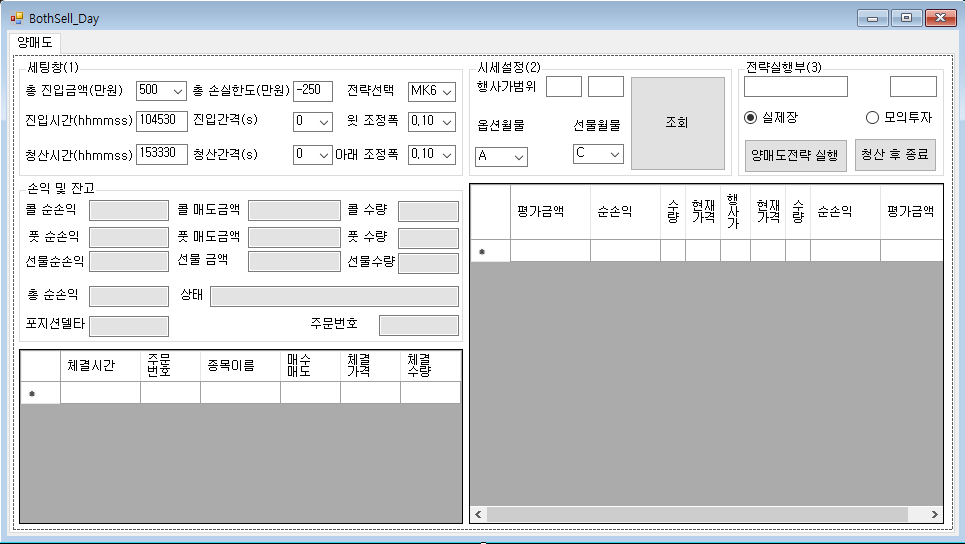 BothSell_Day
양매도
세팅창(1)
총 진입금액(만원) 500 총 손실한도(만원) -250 전략선택 MK6
진입시간(hhmmss) 104530 진입간격(s) 0 윗 조정폭 0,10
청산시간(hhmmss) 153330 청산간격(s) 0 아래 조정폭 0,10
시세설정(2)
행사가범위
옵션월물 선물월물
A C
조회
전략실행부(3)
실제장 모의투자
양매도전략 실행 청산 후 종료
손익 및 잔고
콜 순손익 콜 매도금액 콜 수량
풋 순손익 풋 매도금액 풋 수량
선물순손익 선물 금액 선물수량
총 순손익 상태
포지션델타 주문번호
체결시간 주문번호 종목이름 매수매도 체결가격 체결수량
평가금액 순손익 수량 현재가격 행사가 현재가격 수량 순손익 평가금액